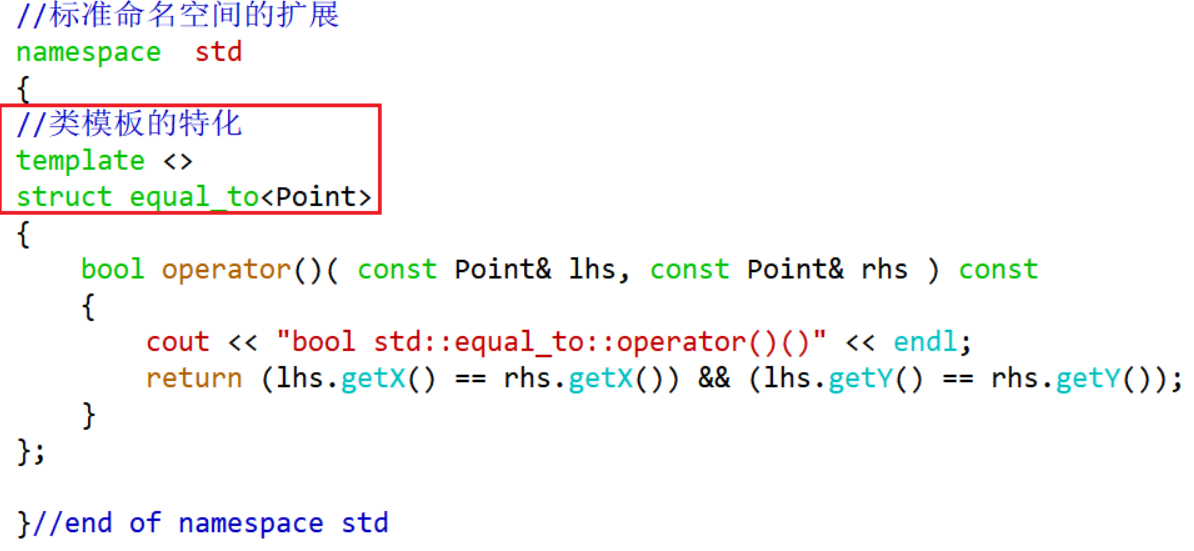 //标准命名空间的扩展
namespace  std
{
//类模板的特化
template <>
struct equal_to<Point>
{
    bool operator()( const Point& lhs, const Point& rhs ) const
    {
        cout << "bool std::equal_to::operator()()" << endl;
        return (lhs.getX() == rhs.getX()) && (lhs.getY() == rhs.getY());
    }
};

}//end of namespace std